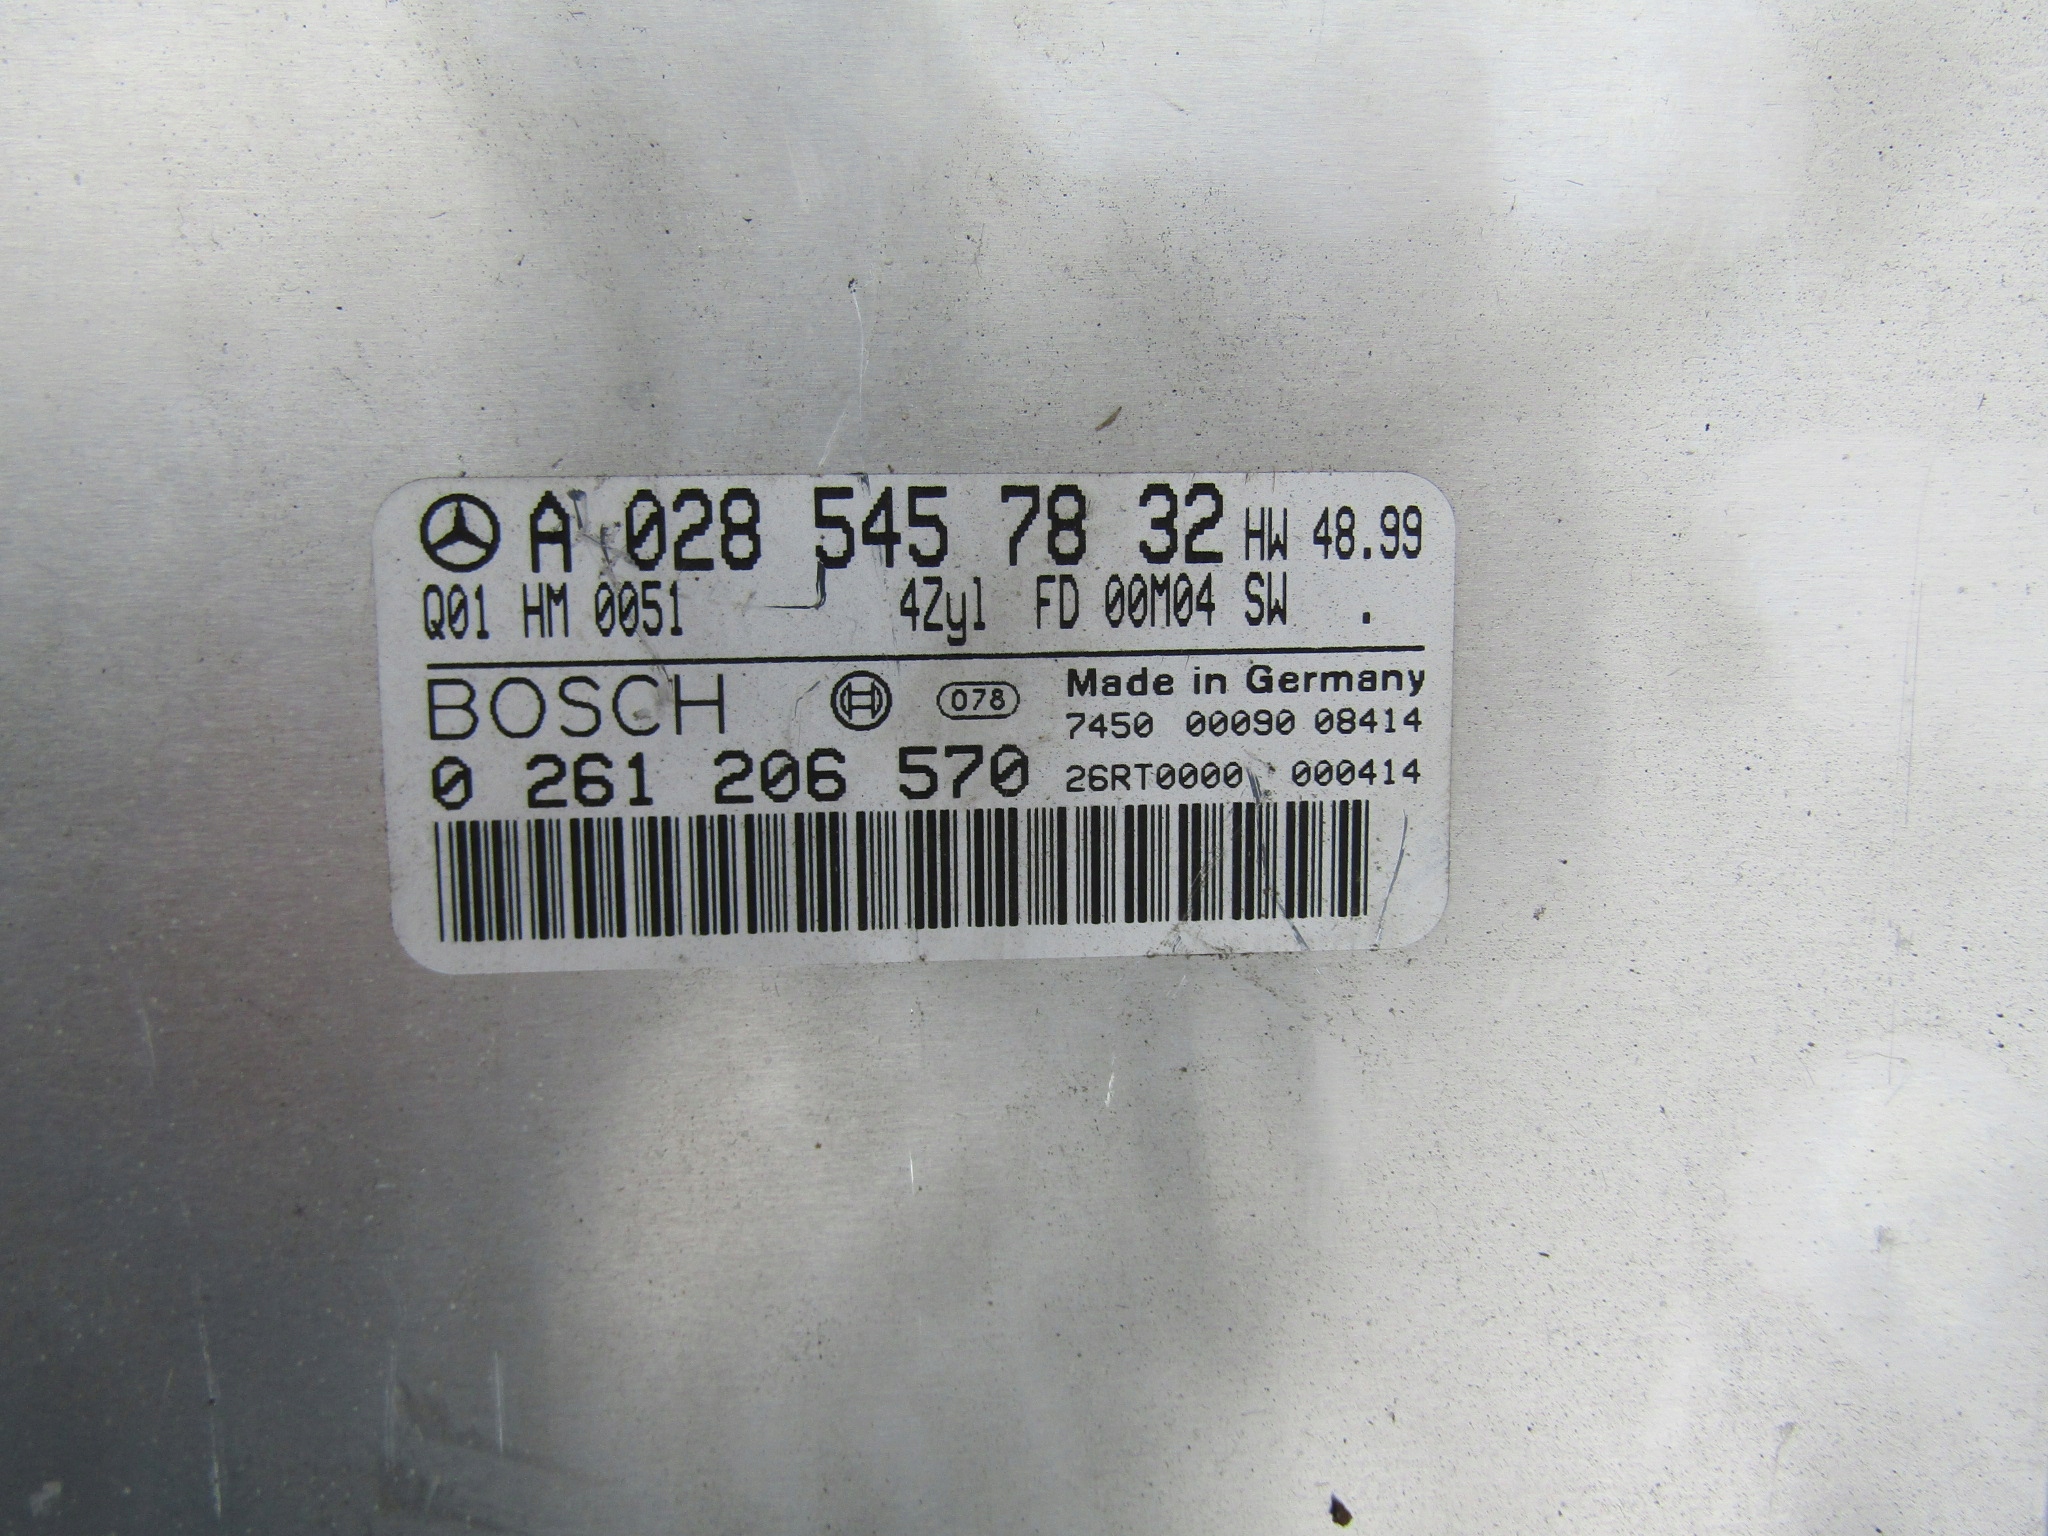 A 028 545 78 32 HW 48.99
Q01 HM 0051 4Zyl FD 00M04 SW .
BOSCH 078 Made in Germany
7450 00090 08414
0 261 206 570 26RT0000 000414